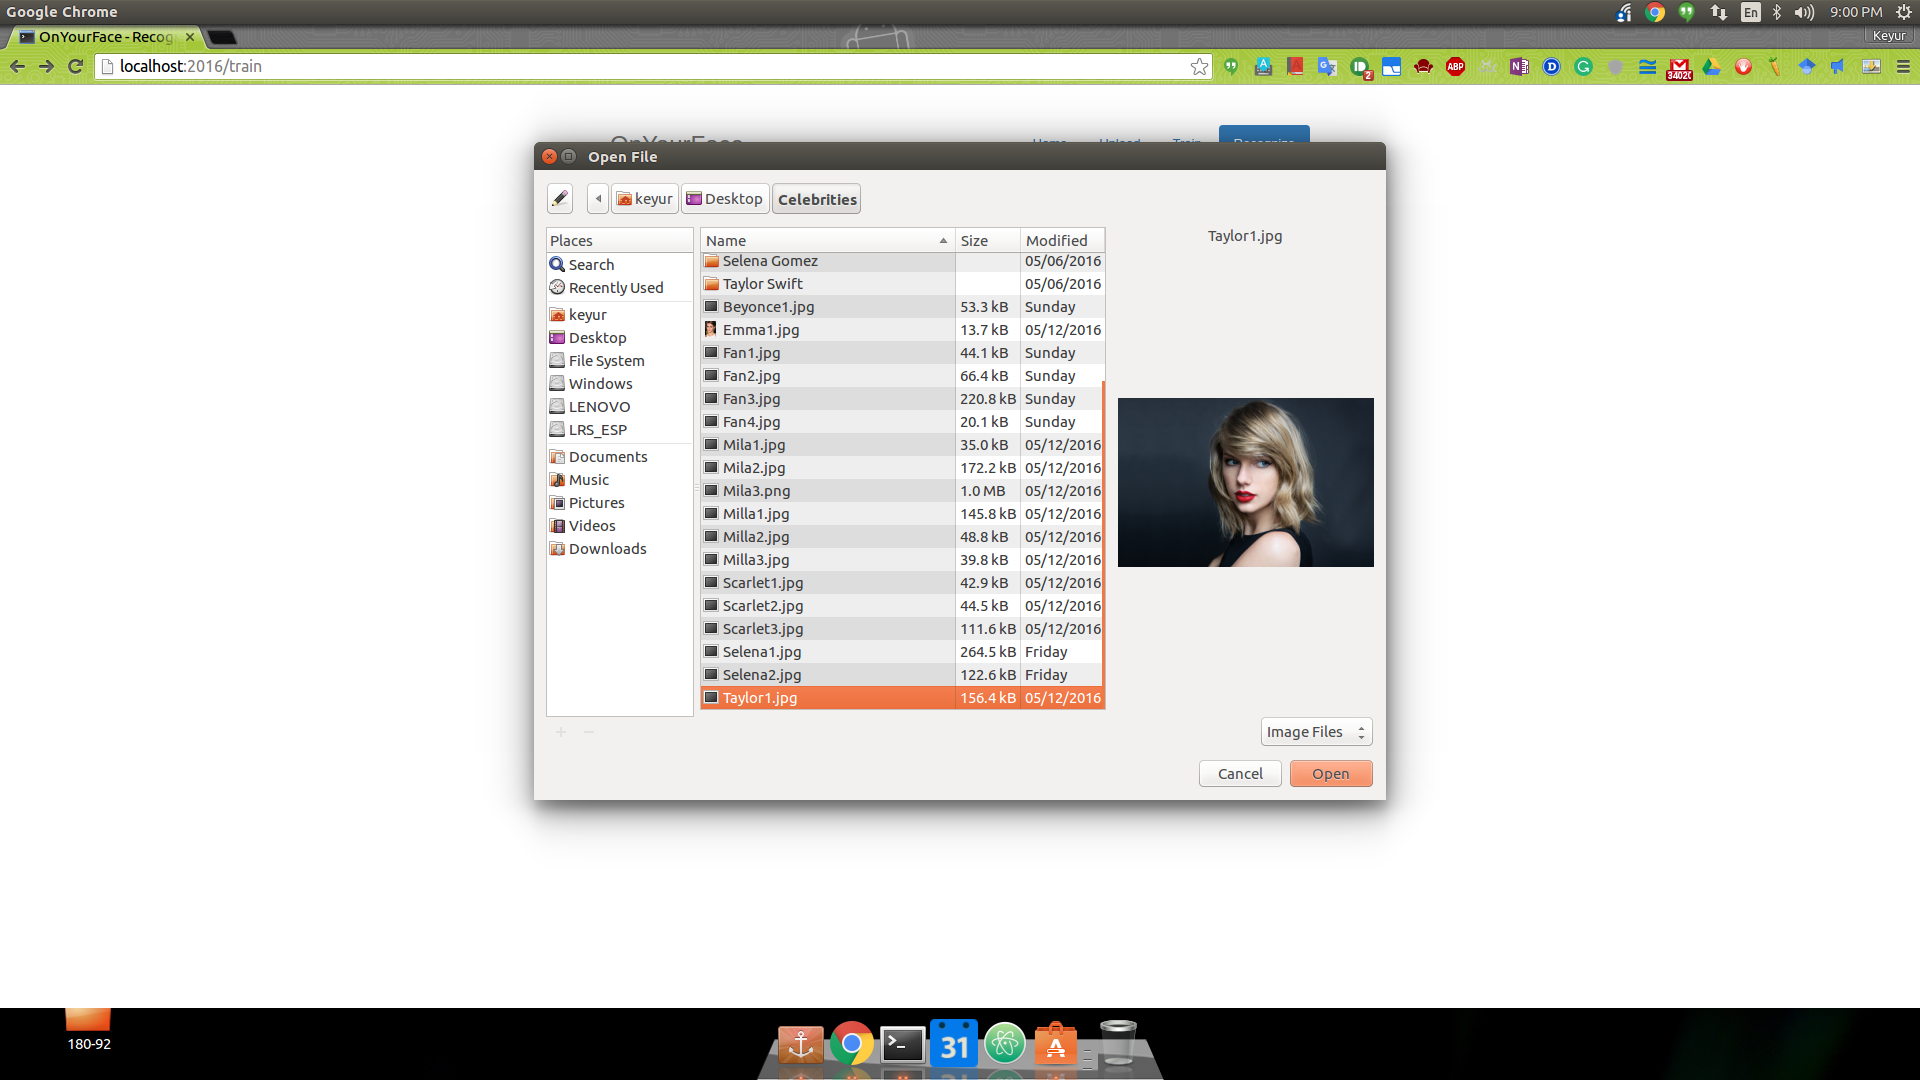 Google Chrome
En
9:00 PM
OnYourFace - Recog
Keyur
localhost:2016/train
2
ABP
34020
OnYourFace
Home Upload Train Recognize
Open File
keyur
Desktop
Celebrities
Places
Search
Recently Used
keyur
Desktop
File System
Windows
LENOVO
LRS_ESP
Documents
Music
Pictures
Videos
Downloads
Name Size Modified
Selena Gomez 05/06/2016
Taylor Swift 05/06/2016
Beyonce1.jpg 53.3 kB Sunday
Emma1.jpg 13.7 kB 05/12/2016
Fan1.jpg 44.1 kB Sunday
Fan2.jpg 66.4 kB Sunday
Fan3.jpg 220.8 kB Sunday
Fan4.jpg 20.1 kB Sunday
Mila1.jpg 35.0 kB 05/12/2016
Mila2.jpg 172.2 kB 05/12/2016
Mila3.png 1.0 MB 05/12/2016
Milla1.jpg 145.8 kB 05/12/2016
Milla2.jpg 48.8 kB 05/12/2016
Milla3.jpg 39.8 kB 05/12/2016
Scarlet1.jpg 42.9 kB 05/12/2016
Scarlet2.jpg 44.5 kB 05/12/2016
Scarlet3.jpg 111.6 kB 05/12/2016
Selena1.jpg 264.5 kB Friday
Selena2.jpg 122.6 kB Friday
Taylor1.jpg 156.4 kB 05/12/2016
Taylor1.jpg
Image Files
Cancel
Open
180-92
31